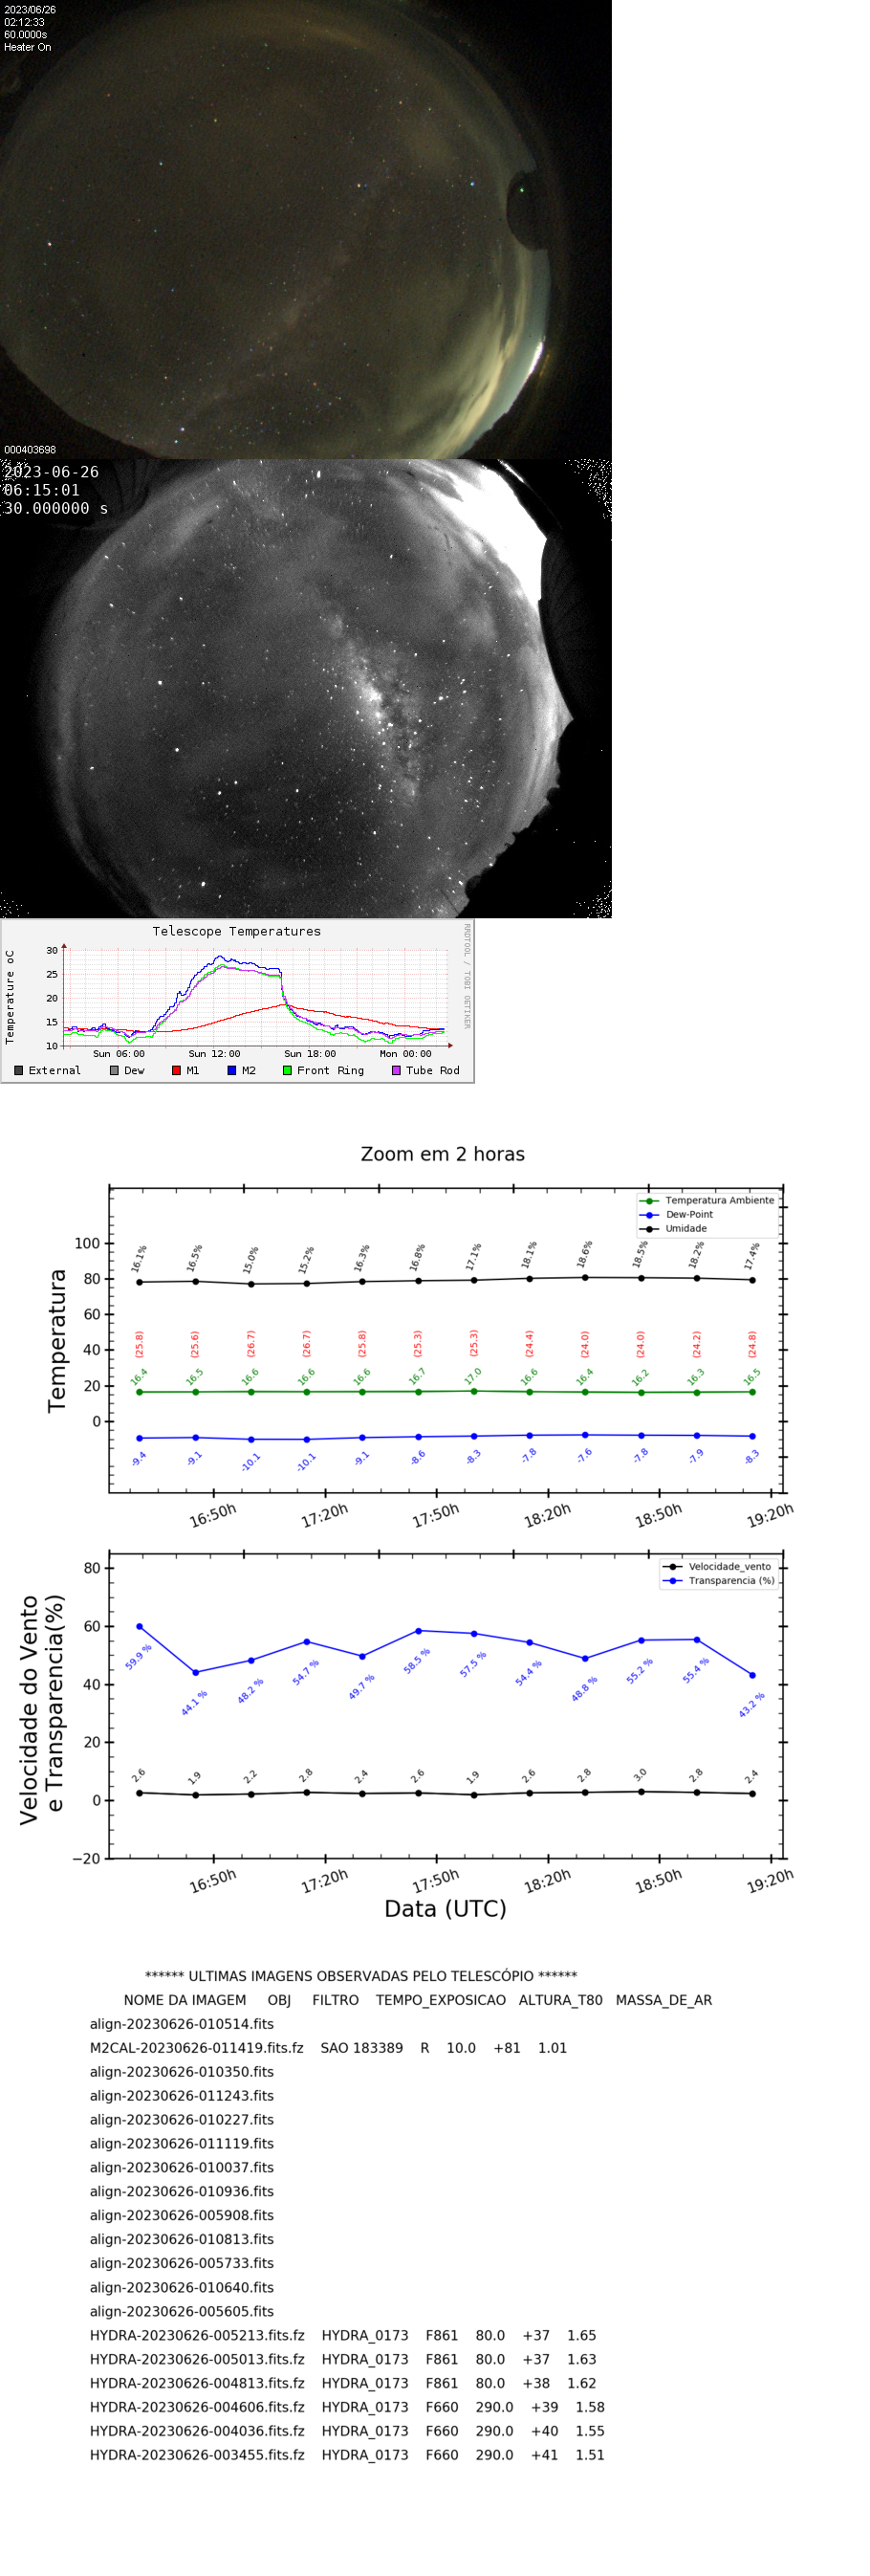 2023/06/26
02:12:33
60.0000s
Heater On
000403698
2023-06-26
06:15:01
30.000000 s
Telescope Temperatures
RRDTOOL / TOBI OETIKER
Temperature oC
30
25
20
15
10
Sun 06:00 Sun 12:00 Sun 18:00 Mon 00:00
External Dew M1 M2 Front Ring Tube Rod
Zoom em 2 horas
Temperatura Ambiente
Dew-Point
Umidade
Temperatura
100
80
60
40
20
0
16.1% 16.5% 15.0% 15.2% 16.3% 16.8% 17.1% 18.1% 18.6% 18.5% 18.2% 17.4%
(25.8) (25.6) (26.7) (26.7) (25.8) (25.3) (25.3) (24.4) (24.0) (24.0) (24.2) (24.8)
16.4 16.5 16.6 16.6 16.6 16.7 17.0 16.6 16.4 16.2 16.3 16.5
-9.4 -9.1 -10.1 -10.1 -9.1 -8.6 -8.3 -7.8 -7.6 -7.8 -7.9 -8.3
16:50h 17:20h 17:50h 18:20h 18:50h 19:20h
Velocidade_vento
Transparencia (%)
Velocidade do Vento
e Transparencia(%)
80
60
40
20
0
−20
59.9 % 44.1 % 48.2 % 54.7 % 49.7 % 58.5 % 57.5 % 54.4 % 48.8 % 55.2 % 55.4 % 43.2 %
2.6 1.9 2.2 2.8 2.4 2.6 1.9 2.6 2.8 3.0 2.8 2.4
16:50h 17:20h 17:50h 18:20h 18:50h 19:20h
Data (UTC)
****** ULTIMAS IMAGENS OBSERVADAS PELO TELESCÓPIO ******
NOME DA IMAGEM OBJ FILTRO TEMPO_EXPOSICAO ALTURA_T80 MASSA_DE_AR
align-20230626-010514.fits
M2CAL-20230626-011419.fits.fz SAO 183389 R 10.0 +81 1.01
align-20230626-010350.fits
align-20230626-011243.fits
align-20230626-010227.fits
align-20230626-011119.fits
align-20230626-010037.fits
align-20230626-010936.fits
align-20230626-005908.fits
align-20230626-010813.fits
align-20230626-005733.fits
align-20230626-010640.fits
align-20230626-005605.fits
HYDRA-20230626-005213.fits.fz HYDRA_0173 F861 80.0 +37 1.65
HYDRA-20230626-005013.fits.fz HYDRA_0173 F861 80.0 +37 1.63
HYDRA-20230626-004813.fits.fz HYDRA_0173 F861 80.0 +38 1.62
HYDRA-20230626-004606.fits.fz HYDRA_0173 F660 290.0 +39 1.58
HYDRA-20230626-004036.fits.fz HYDRA_0173 F660 290.0 +40 1.55
HYDRA-20230626-003455.fits.fz HYDRA_0173 F660 290.0 +41 1.51